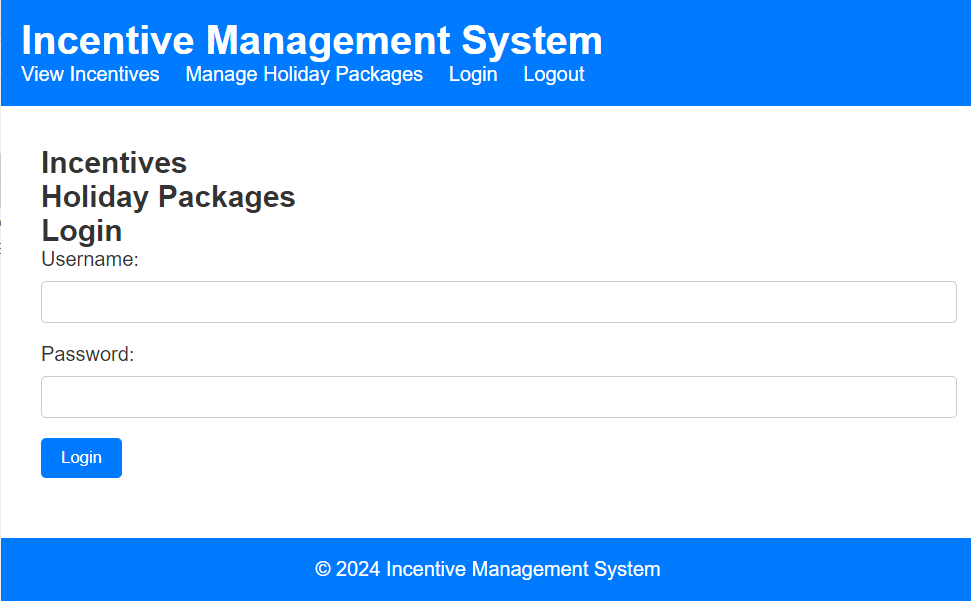 Incentive Management System
View Incentives Manage Holiday Packages Login Logout
Incentives
Holiday Packages
Login
Username:
Password:
Login
© 2024 Incentive Management System